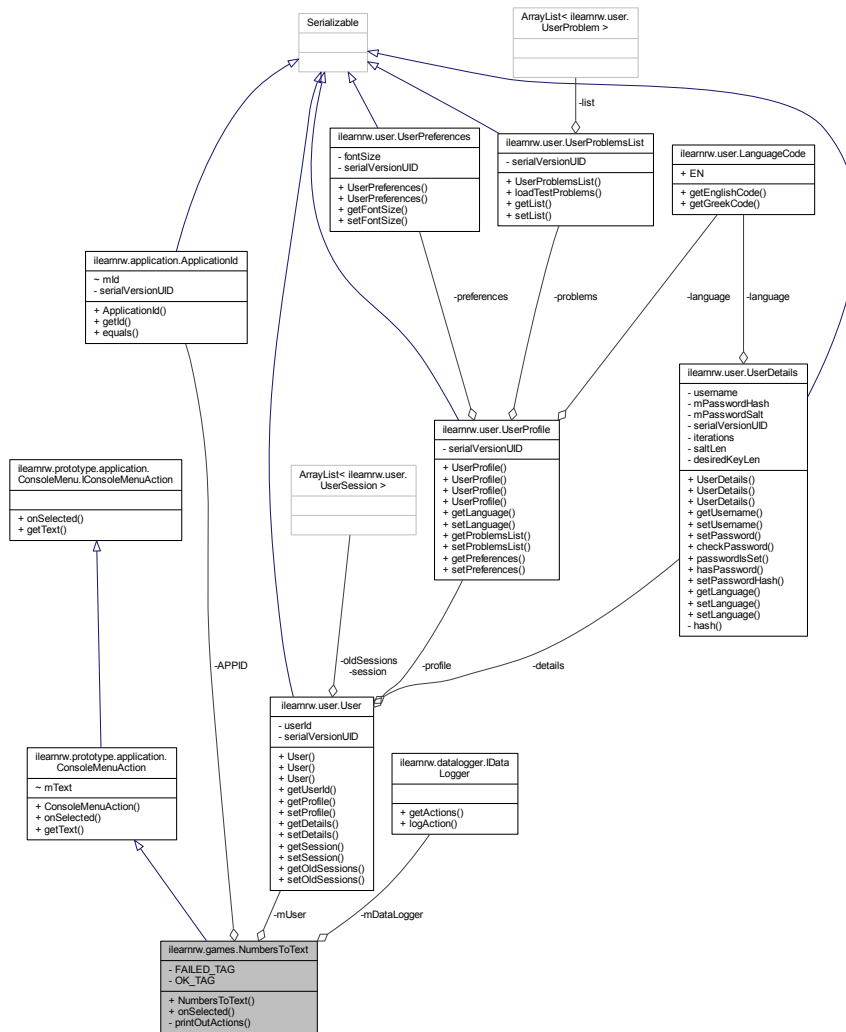 Serializable
ArrayList< ilearnrw.user.
UserProblem >
-list
ilearnrw.user.UserPreferences
- fontSize
- serialVersionUID
+ UserPreferences()
+ UserPreferences()
+ getFontSize()
+ setFontSize()
ilearnrw.user.UserProblemsList
- serialVersionUID
+ UserProblemsList()
+ loadTestProblems()
+ getList()
+ setList()
ilearnrw.user.LanguageCode
+ EN
+ getEnglishCode()
+ getGreekCode()
ilearnrw.application.ApplicationId
~ mId
- serialVersionUID
+ ApplicationId()
+ getId()
+ equals()
-preferences
-problems
-language
-language
ilearnrw.user.UserDetails
- username
- mPasswordHash
- mPasswordSalt
- serialVersionUID
- iterations
- saltLen
- desiredKeyLen
+ UserDetails()
+ UserDetails()
+ UserDetails()
+ getUsername()
+ setUsername()
+ setPassword()
+ checkPassword()
+ passwordIsSet()
+ hasPassword()
+ setPasswordHash()
+ getLanguage()
+ setLanguage()
+ setLanguage()
- hash()
ilearnrw.user.UserProfile
- serialVersionUID
+ UserProfile()
+ UserProfile()
+ UserProfile()
+ UserProfile()
+ getLanguage()
+ setLanguage()
+ getProblemsList()
+ setProblemsList()
+ getPreferences()
+ setPreferences()
ilearnrw.prototype.application.
ConsoleMenu.IConsoleMenuAction
+ onSelected()
+ getText()
ArrayList< ilearnrw.user.
UserSession >
-APPID
-oldSessions
-session
-profile
-details
ilearnrw.user.User
- userId
- serialVersionUID
+ User()
+ User()
+ User()
+ getUserId()
+ getProfile()
+ setProfile()
+ getDetails()
+ setDetails()
+ getSession()
+ setSession()
+ getOldSessions()
+ setOldSessions()
ilearnrw.prototype.application.
ConsoleMenuAction
~ mText
+ ConsoleMenuAction()
+ onSelected()
+ getText()
ilearnrw.datalogger.IData
Logger
+ getActions()
+ logAction()
-mUser
-mDataLogger
ilearnrw.games.NumbersToText
- FAILED_TAG
- OK_TAG
+ NumbersToText()
+ onSelected()
- printOutActions()